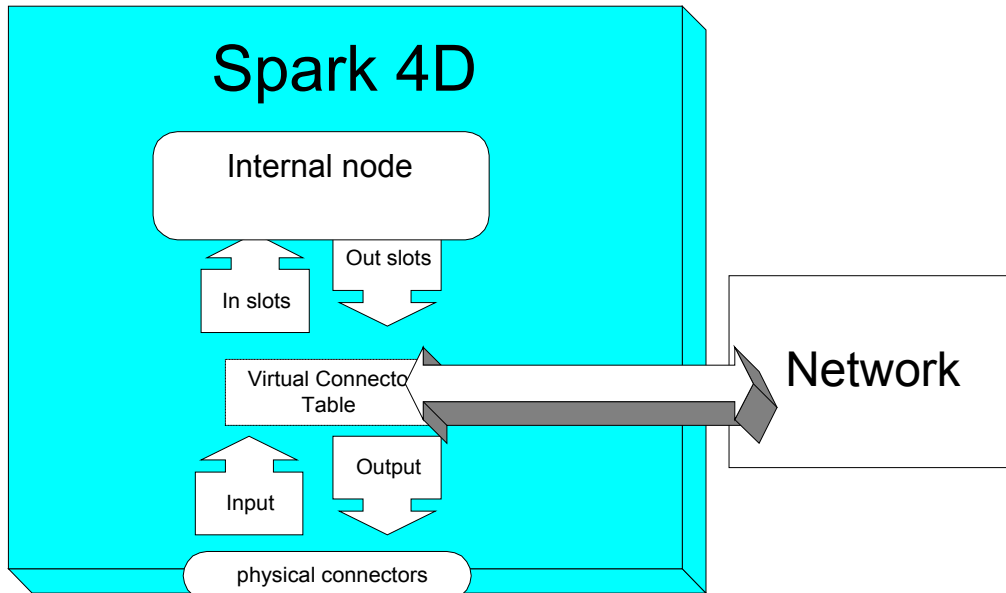 Spark 4D
Internal node
Out slots
In slots
Virtual Connecto
Table
Network
Output
Input
physical connectors